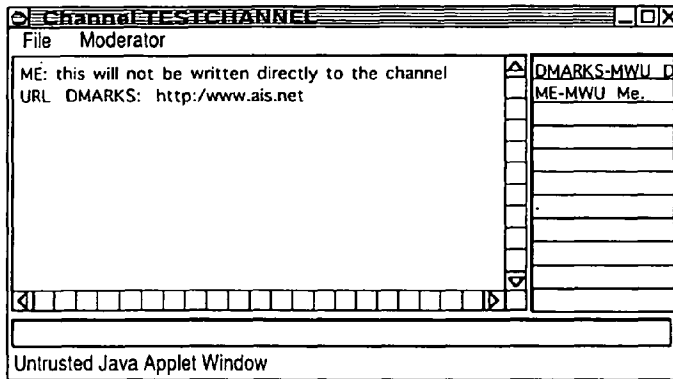 Channel TESTCHANNEL
File Moderator
ME: this will not be written directly to the channel
URL DMARKS: http:/www.ais.net
DMARKS-MWU D
ME-MWU Me.
Untrusted Java Applet Window